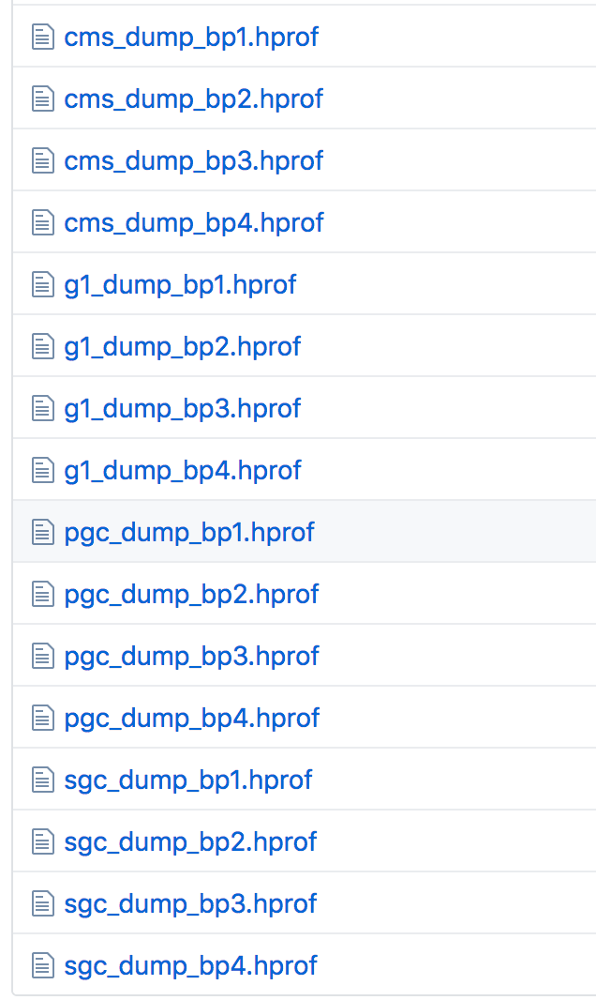 cms_dump_bp1.hprof
cms_dump_bp2.hprof
cms_dump_bp3.hprof
cms_dump_bp4.hprof
g1_dump_bp1.hprof
g1_dump_bp2.hprof
g1_dump_bp3.hprof
g1_dump_bp4.hprof
pgc_dump_bp1.hprof
pgc_dump_bp2.hprof
pgc_dump_bp3.hprof
pgc_dump_bp4.hprof
sgc_dump_bp1.hprof
sgc_dump_bp2.hprof
sgc_dump_bp3.hprof
sgc_dump_bp4.hprof